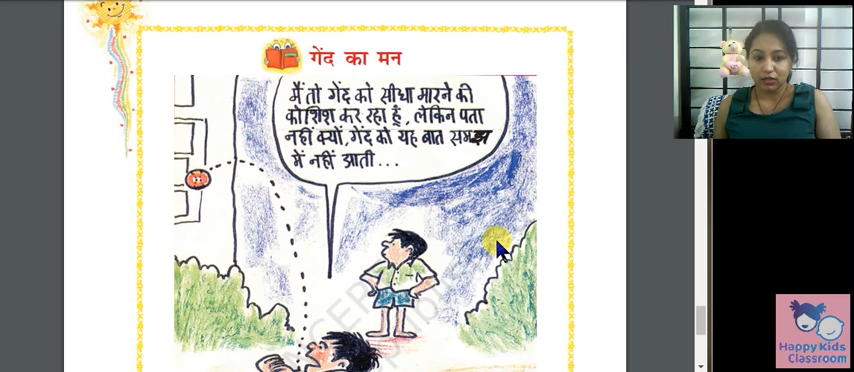 गेंद का मन
मैं तो गेंद को सीधा मारने की
कोशिश कर रहा हूँ, लेकिन पता
नहीं क्यों, गेंद को यह बात समझ
में नहीं आती...
Happy Kids
Classroom